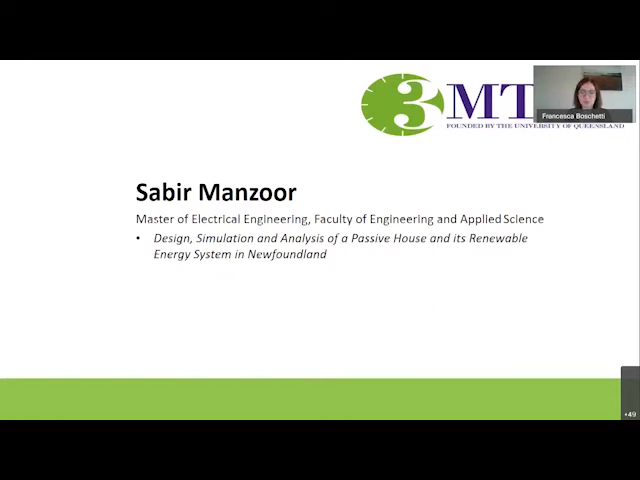 3MT
FOUNDED BY THE UNIVERSITY OF QUEENSLAND
Francesca Boschetti
Sabir Manzoor
Master of Electrical Engineering, Faculty of Engineering and Applied Science
• Design, Simulation and Analysis of a Passive House and its Renewable
Energy System in Newfoundland
+49